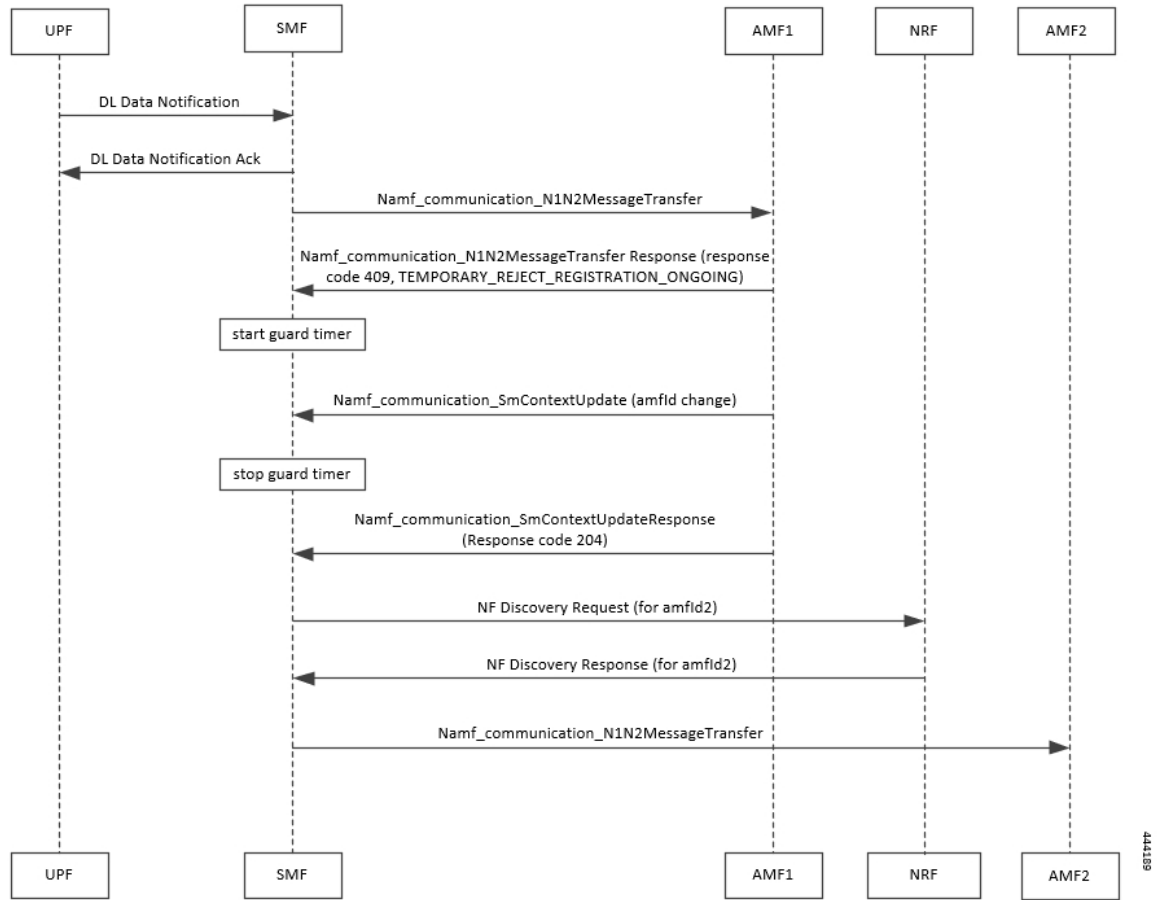 UPF
SMF
AMF1
NRF
AMF2
DL Data Notification
DL Data Notification Ack
Namf_communication_N1N2MessageTransfer
Namf_communication_N1N2MessageTransfer Response (response
code 409, TEMPORARY_REJECT_REGISTRATION_ONGOING)
start guard timer
Namf_communication_SmContextUpdate (amfId change)
stop guard timer
Namf_communication_SmContextUpdateResponse
(Response code 204)
NF Discovery Request (for amfId2)
NF Discovery Response (for amfId2)
Namf_communication_N1N2MessageTransfer
UPF
SMF
AMF1
NRF
AMF2
444189